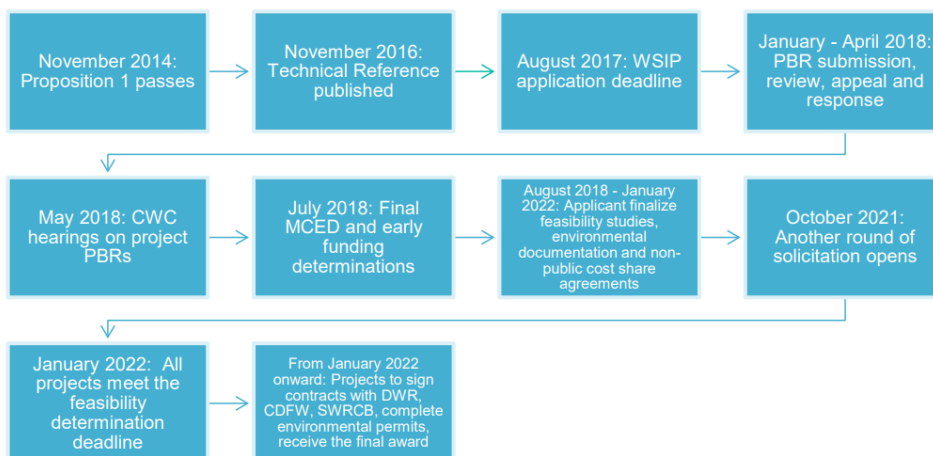 November 2014:
Proposition 1 passes
November 2016:
Technical Reference
published
August 2017: WSIP
application deadline
January - April 2018:
PBR submission,
review, appeal and
response
May 2018: CWC
hearings on project
PBRs
July 2018: Final
MCED and early
funding
determinations
August 2018 - January
2022: Applicant finalize
feasibility studies,
environmental
documentation and non-
public cost share
agreements
October 2021:
Another round of
solicitation opens
January 2022:  All
projects meet the
feasibility
determination
deadline
From January 2022
onward: Projects to sign
contracts with DWR,
CDFW, SWRCB, complete
environmental permits,
receive the final award